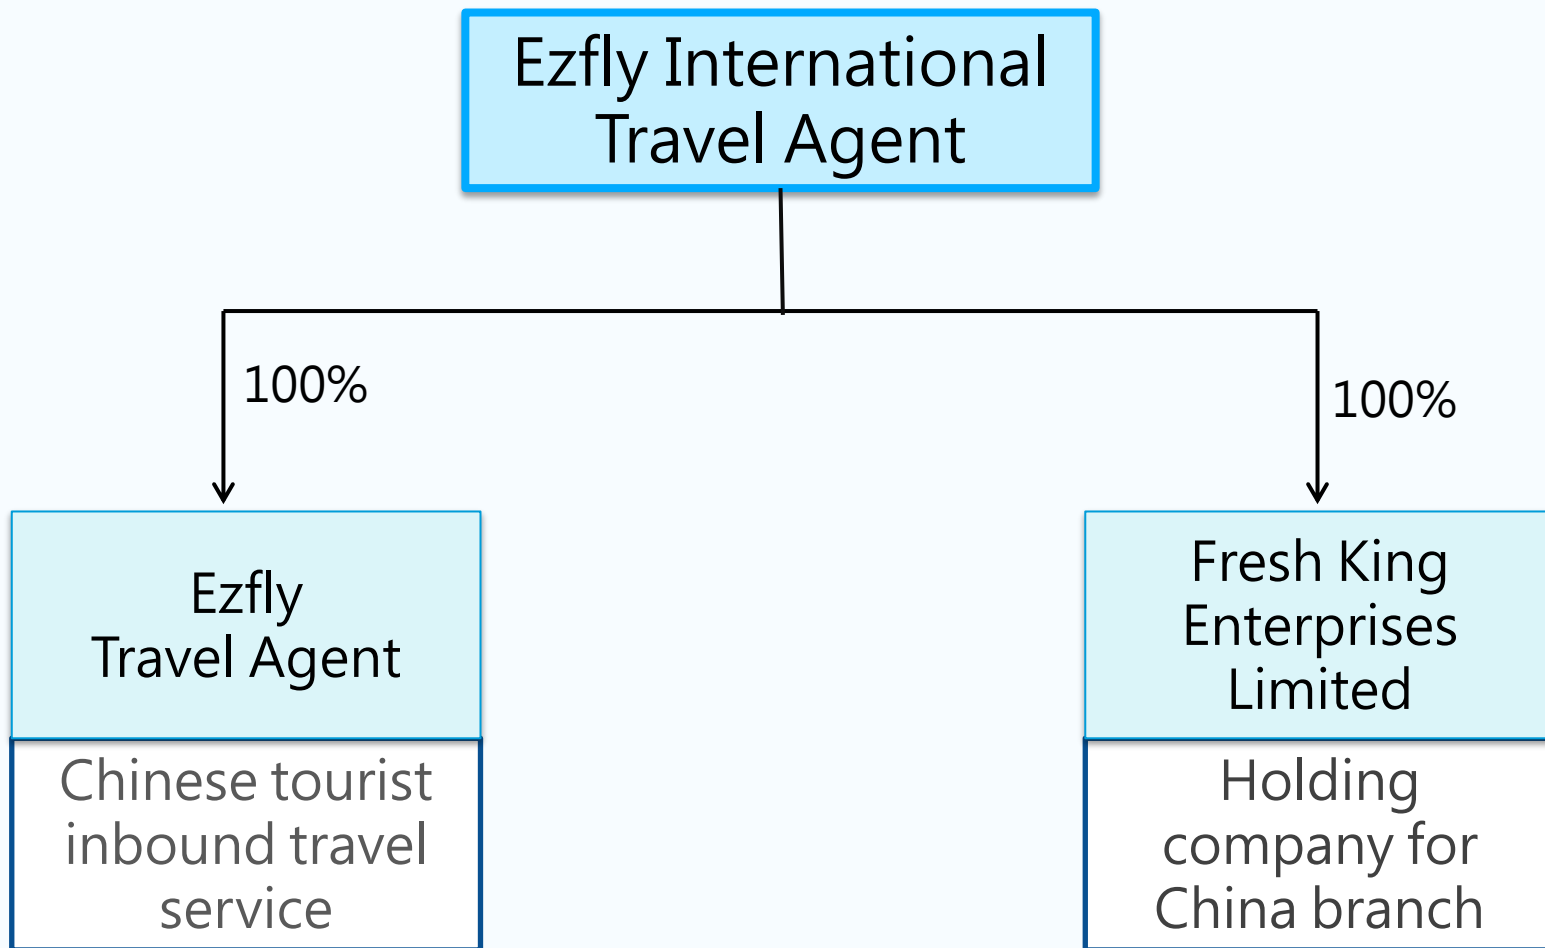 Ezfly International
Travel Agent
100%
100%
Ezfly
Travel Agent
Fresh King
Enterprises
Limited
Chinese tourist
inbound travel
service
Holding
company for
China branch